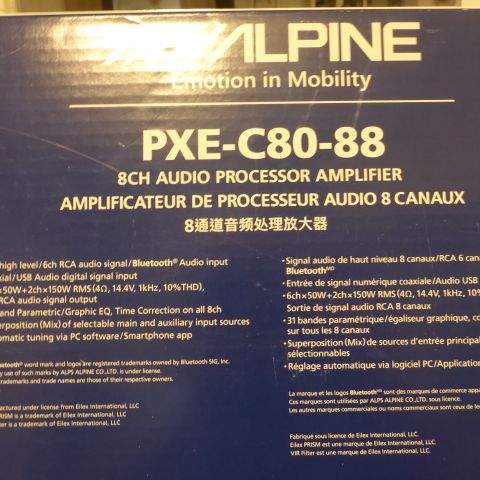 ALPINE
Emotion in Mobility
PXE-C80-88
8CH AUDIO PROCESSOR AMPLIFIER
AMPLIFICATEUR DE PROCESSEUR AUDIO 8 CANAUX
8通道音频处理放大器
high level/6ch RCA audio signal/Bluetooth® Audio input
xial/USB Audio digital signal input
×50W+2ch×150W RMS (4Ω, 14.4V, 1kHz, 10%THD),
RCA audio signal output
and Parametric/Graphic EQ, Time Correction on all 8ch
erposition (Mix) of selectable main and auxiliary input sources
omatic tuning via PC software/Smartphone app
etooth® word mark and logos are registered trademarks owned by Bluetooth SIG, Inc.
y use of such marks by ALPS ALPINE CO.,LTD. is under license.
trademarks and trade names are those of their respective owners.
factured under license from Eilex International, LLC
PRISM is a trademark of Eilex International, LLC
lter is a trademark of Eilex International, LLC
・Signal audio de haut niveau 8 canaux/RCA 6 cana
BluetoothMD
・Entrée de signal numérique coaxiale/Audio USB
・6ch×50W+2ch×150W RMS (4Ω, 14.4V, 1kHz, 10%
Sortie de signal audio RCA 8 canaux
・31 bandes paramétrique/égaliseur graphique, co
sur tous les 8 canaux
・Superposition (Mix) de sources d'entrée principal
sélectionnables
・Réglage automatique via logiciel PC/Application
La marque et les logos BluetoothMD sont des marques de commerce appar
Ces marques sont utilisées par ALPS ALPINE CO.,LTD. sous licence.
Les autres marques commerciales ou noms commerciaux sont ceux de leu
Fabriqué sous licence de Eilex International, LLC.
Eilex PRISM est une marque de Eilex International, LLC.
VIR Filter est une marque de Eilex International, LLC.